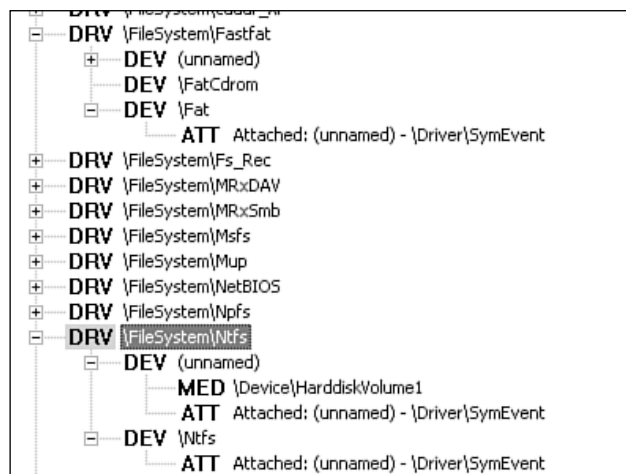 DRV \FileSystem\Fastfat
DEV (unnamed)
DEV \FatCdrom
DEV \Fat
ATT Attached: (unnamed) - \Driver\SymEvent
DRV \FileSystem\Fs_Rec
DRV \FileSystem\MRxDAV
DRV \FileSystem\MRxSmb
DRV \FileSystem\Msfs
DRV \FileSystem\Mup
DRV \FileSystem\NetBIOS
DRV \FileSystem\Npfs
DRV \FileSystem\Ntfs
DEV (unnamed)
MED \Device\HarddiskVolume1
ATT Attached: (unnamed) - \Driver\SymEvent
DEV \Ntfs
ATT Attached: (unnamed) - \Driver\SymEvent